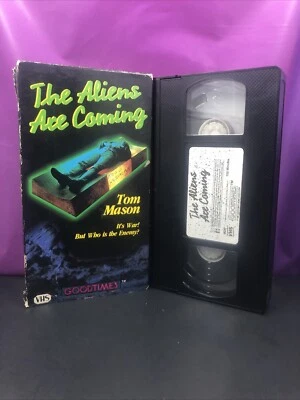 The Aliens
Are Coming
Tom
Mason
It's War!
But Who is the Enemy?
VHS
GOODTIMES
The Aliens
Are Coming